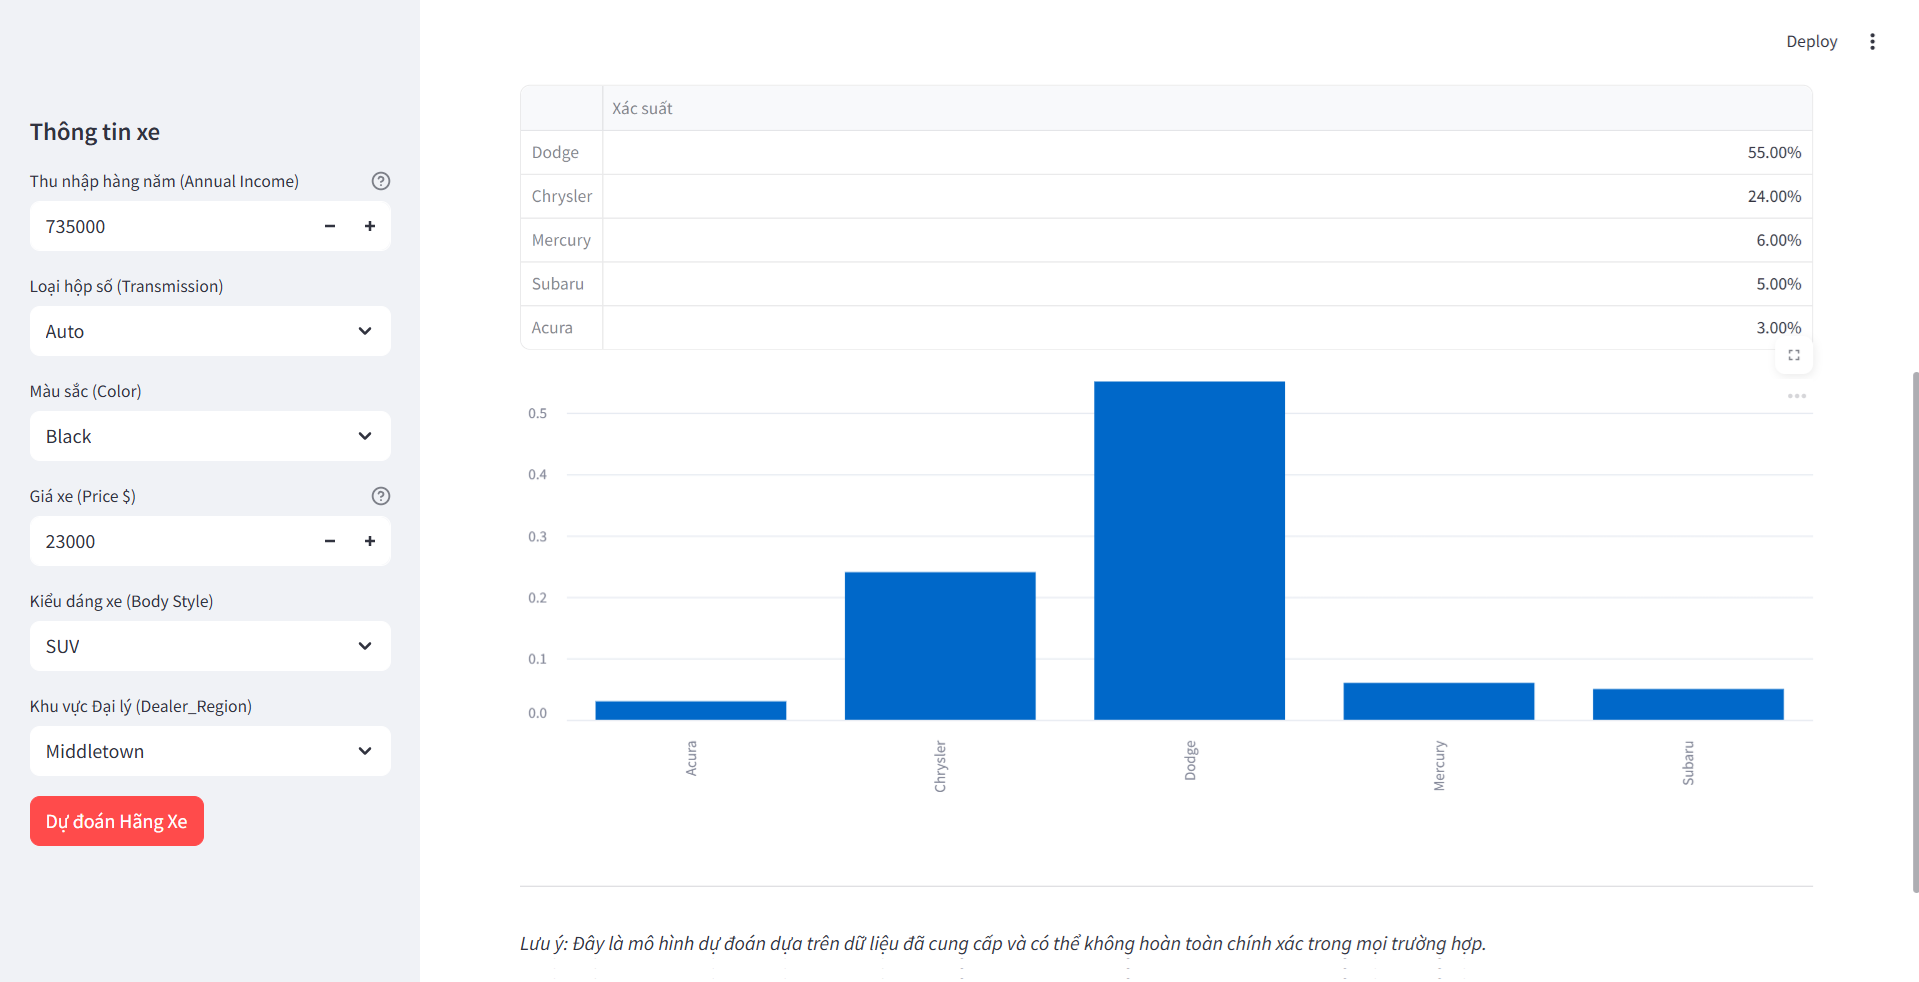 Deploy
Thông tin xe
Thu nhập hàng năm (Annual Income)
735000
Loại hộp số (Transmission)
Auto
Màu sắc (Color)
Black
Giá xe (Price $)
23000
Kiểu dáng xe (Body Style)
SUV
Khu vực Đại lý (Dealer_Region)
Middletown
Dự đoán Hãng Xe
Xác suất
Dodge 55.00%
Chrysler 24.00%
Mercury 6.00%
Subaru 5.00%
Acura 3.00%
0.5
0.4
0.3
0.2
0.1
0.0
Acura
Chrysler
Dodge
Mercury
Subaru
Lưu ý: Đây là mô hình dự đoán dựa trên dữ liệu đã cung cấp và có thể không hoàn toàn chính xác trong mọi trường hợp.